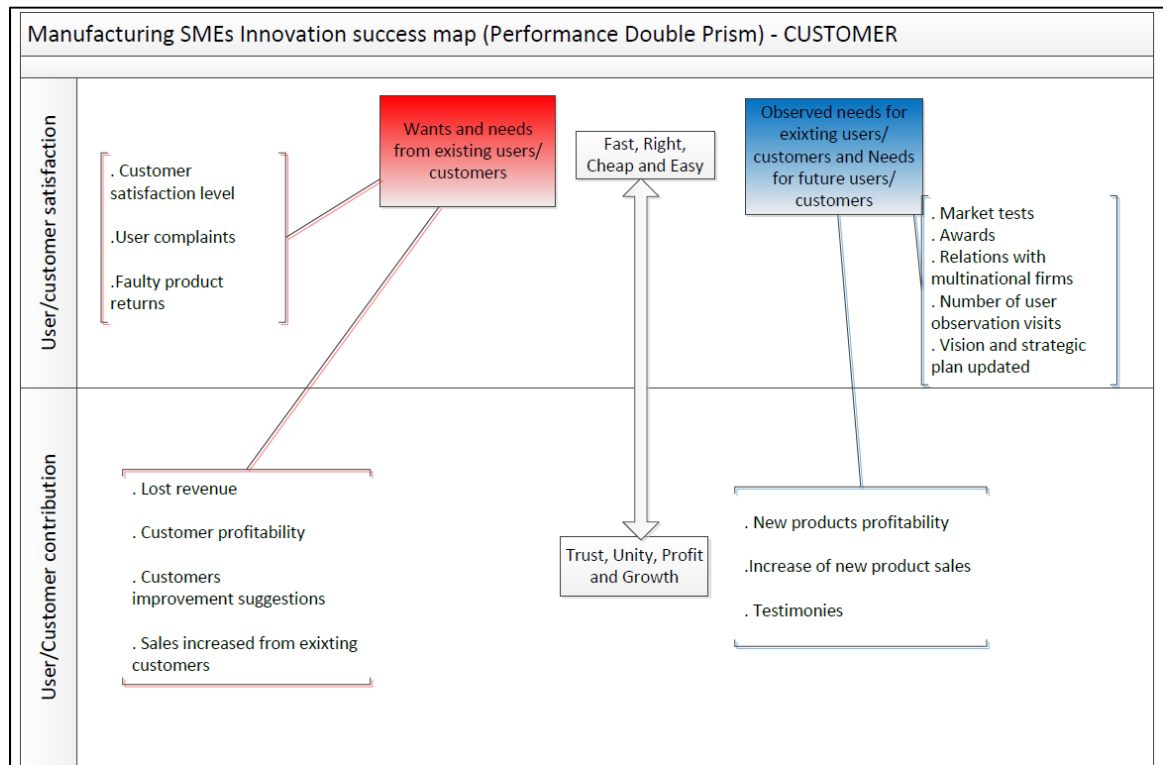 Manufacturing SMEs Innovation success map (Performance Double Prism) - CUSTOMER
User/customer satisfaction
Wants and needs
from existing users/
customers
Fast, Right,
Cheap and Easy
Observed needs for
exixting users/
customers and Needs
for future users/
customers
. Customer
satisfaction level
.User complaints
.Faulty product
returns
. Market tests
. Awards
. Relations with
multinational firms
. Number of user
observation visits
. Vision and strategic
plan updated
User/Customer contribution
. Lost revenue
. Customer profitability
. Customers
improvement suggestions
. Sales increased from exixting
customers
Trust, Unity, Profit
and Growth
. New products profitability
.Increase of new product sales
. Testimonies